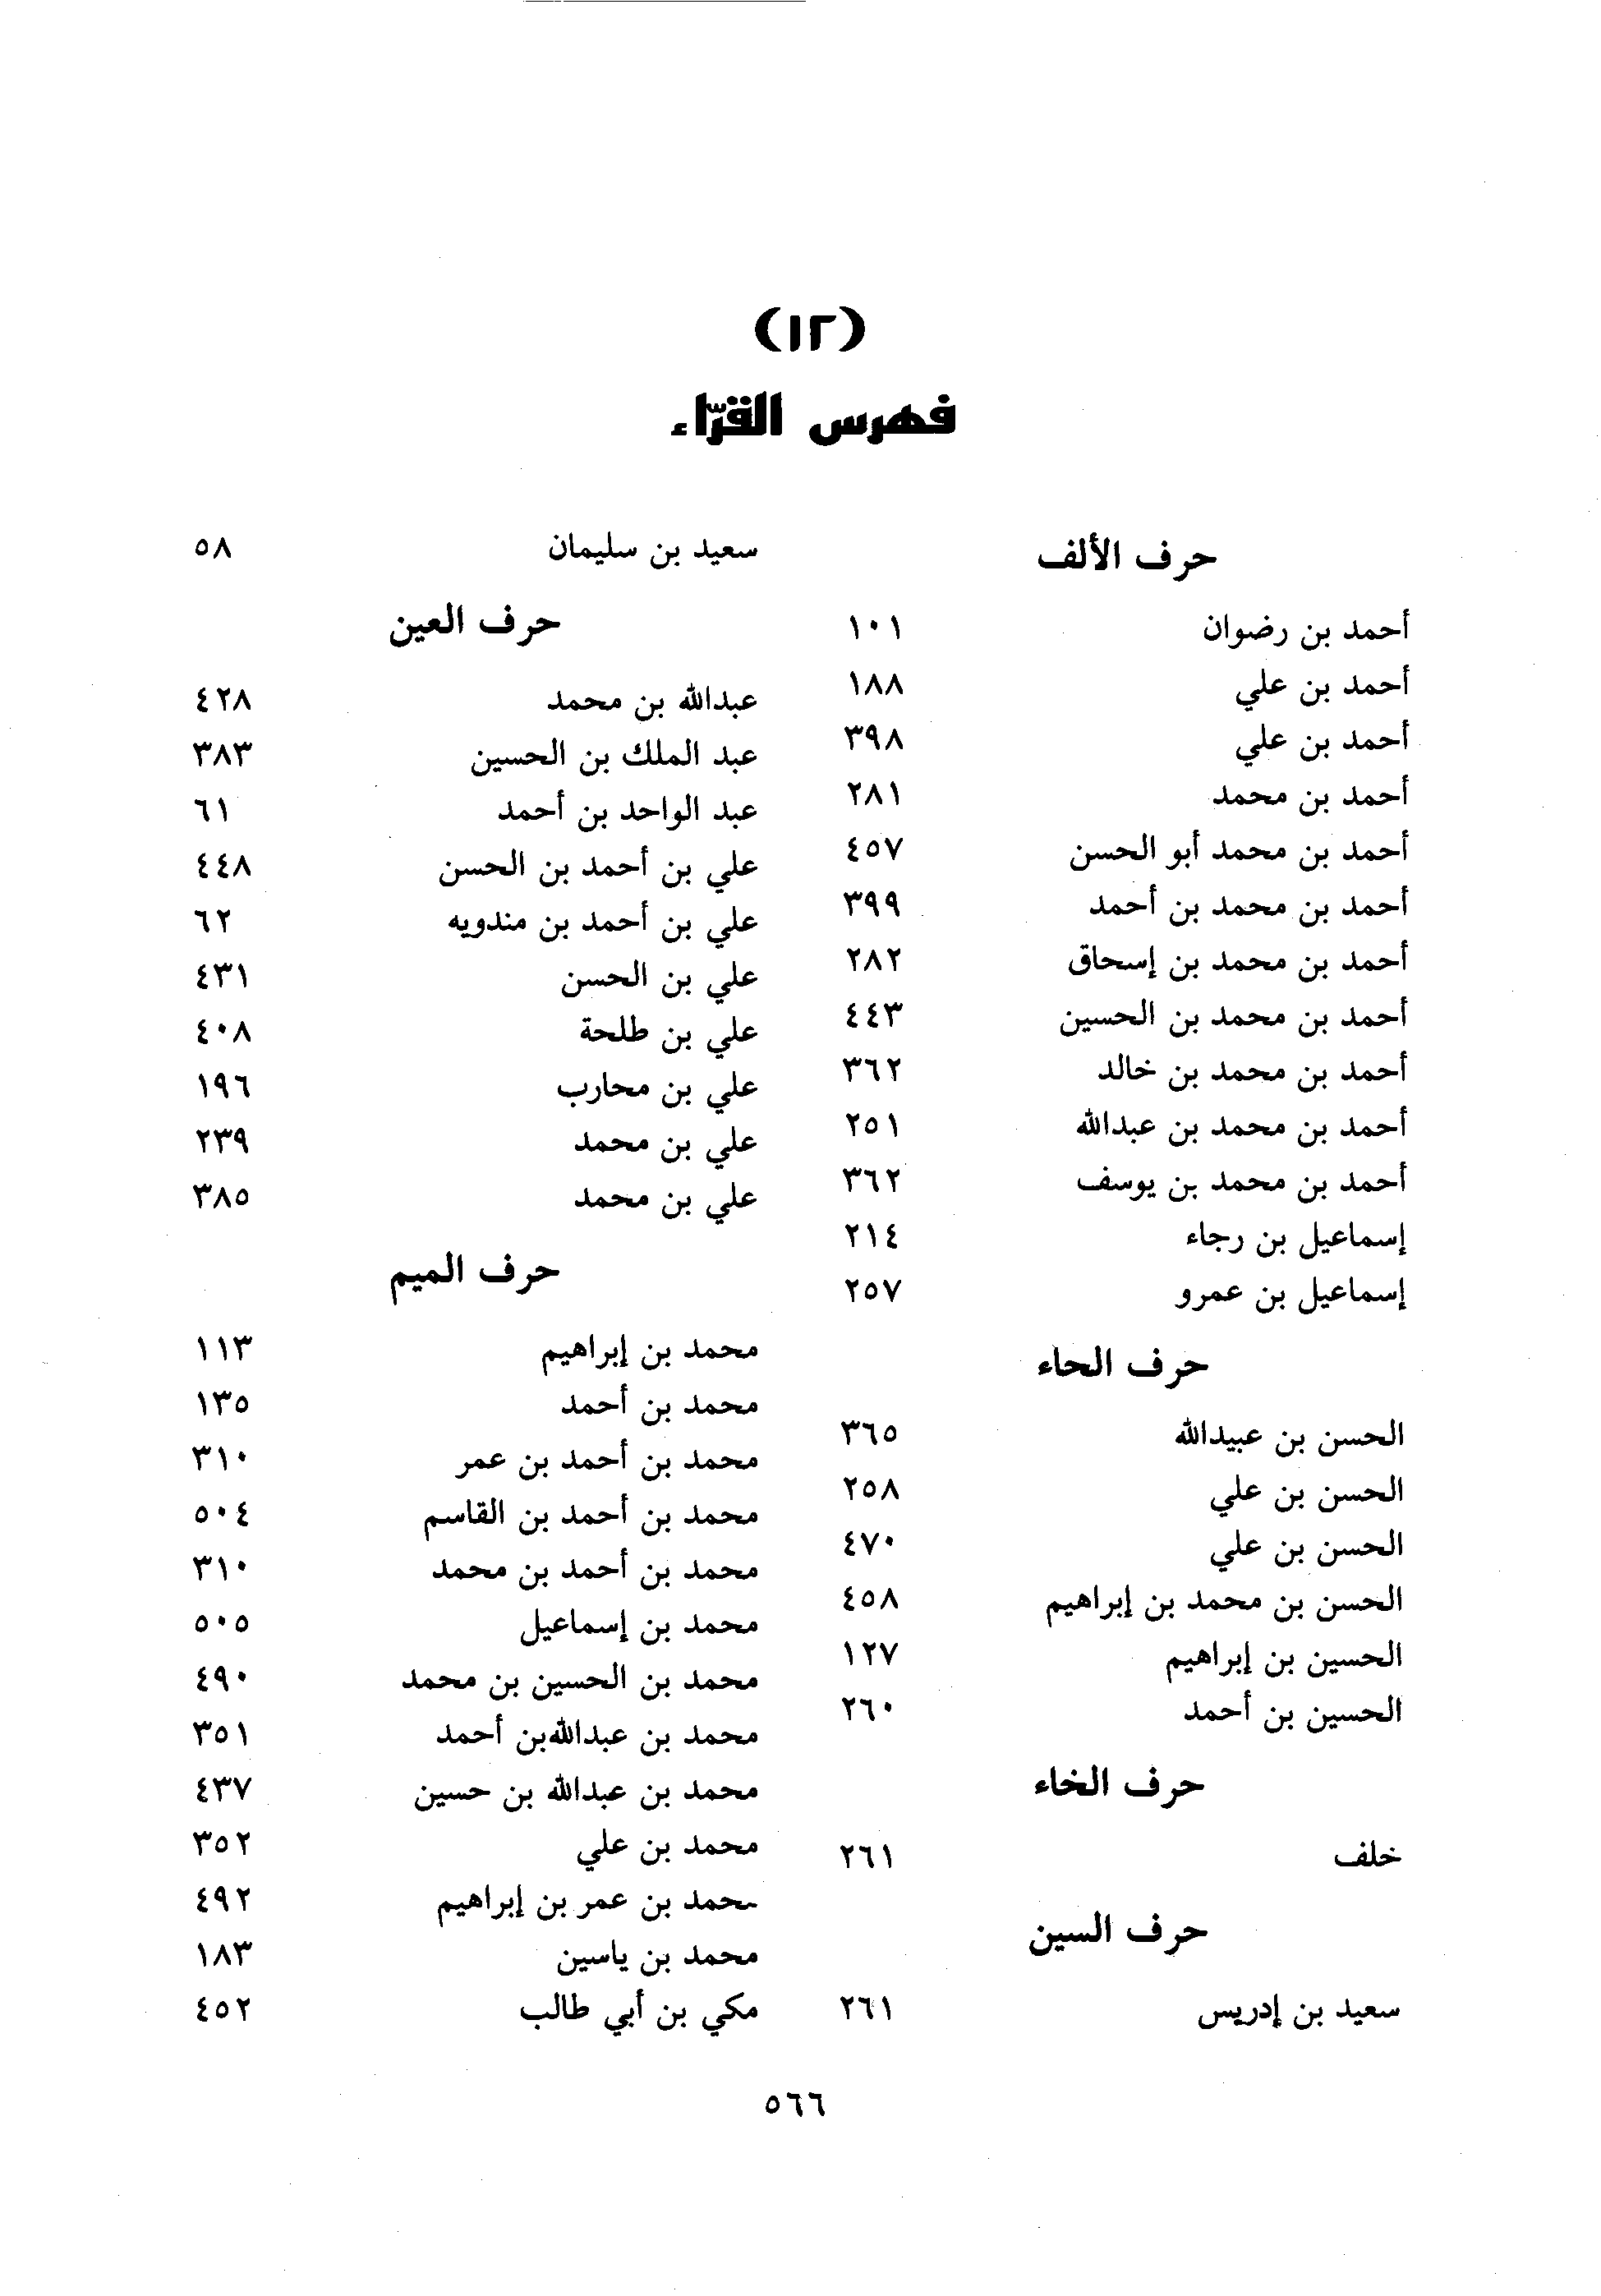 (١٢)
فهرس القرّاء
حرف الألف
أحمد بن رضوان ١٠١
أحمد بن علي ١٨٨
أحمد بن علي ٣٩٨
أحمد بن محمد ٢٨١
أحمد بن محمد أبو الحسن ٤٥٧
أحمد بن محمد بن أحمد ٣٩٩
أحمد بن محمد بن إسحاق ٢٨٢
أحمد بن محمد بن الحسين ٤٤٣
أحمد بن محمد بن خالد ٣٦٢
أحمد بن محمد بن عبدالله ٢٥١
أحمد بن محمد بن يوسف ٣٦٢
إسماعيل بن رجاء ٢١٤
إسماعيل بن عمرو ٢٥٧
حرف الحاء
الحسن بن عبيدالله ٣٦٥
الحسن بن علي ٢٥٨
الحسن بن علي ٤٧٠
الحسن بن محمد بن إبراهيم ٤٥٨
الحسين بن إبراهيم ١٢٧
الحسين بن أحمد ٢٦٠
حرف الخاء
خلف ٢٦١
حرف السين
سعيد بن إدريس ٢٦١
سعيد بن سليمان ٥٨
حرف العين
عبدالله بن محمد ٤٢٨
عبد الملك بن الحسين ٣٨٣
عبد الواحد بن أحمد ٦١
علي بن أحمد بن الحسن ٤٤٨
علي بن أحمد بن مندويه ٦٢
علي بن الحسن ٤٣١
علي بن طلحة ٤٠٨
علي بن محارب ١٩٦
علي بن محمد ٢٣٩
علي بن محمد ٣٨٥
حرف الميم
محمد بن إبراهيم ١١٣
محمد بن أحمد ١٣٥
محمد بن أحمد بن عمر ٣١٠
محمد بن أحمد بن القاسم ٥٠٤
محمد بن أحمد بن محمد ٣١٠
محمد بن إسماعيل ٥٠٥
محمد بن الحسين بن محمد ٤٩٠
محمد بن عبداللهبن أحمد ٣٥١
محمد بن عبدالله بن حسين ٤٣٧
محمد بن علي ٣٥٢
محمد بن عمر بن إبراهيم ٤٩٢
محمد بن ياسين ١٨٣
مكي بن أبي طالب ٤٥٢
٥٦٦